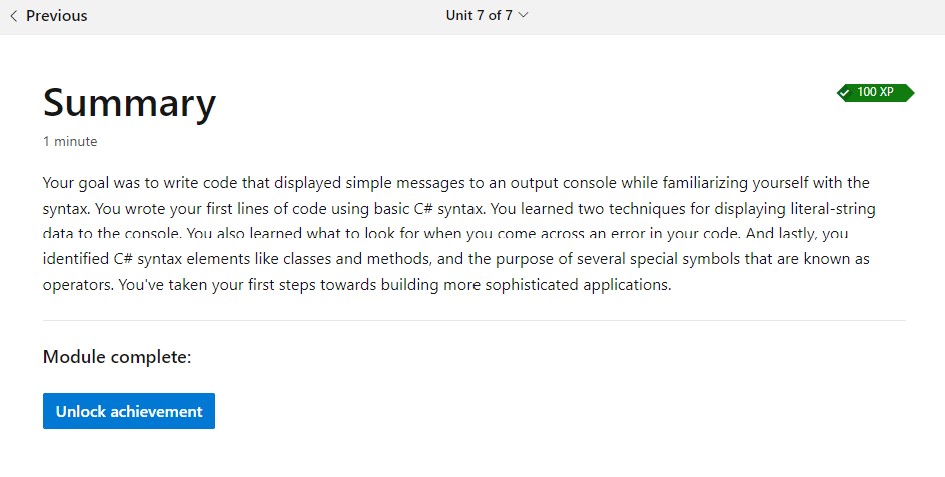 Previous
Unit 7 of 7
Summary
100 XP
1 minute
Your goal was to write code that displayed simple messages to an output console while familiarizing yourself with the
syntax. You wrote your first lines of code using basic C# syntax. You learned two techniques for displaying literal-string
data to the console. You also learned what to look for when you come across an error in your code. And lastly, you
identified C# syntax elements like classes and methods, and the purpose of several special symbols that are known as
operators. You've taken your first steps towards building more sophisticated applications.
Module complete:
Unlock achievement